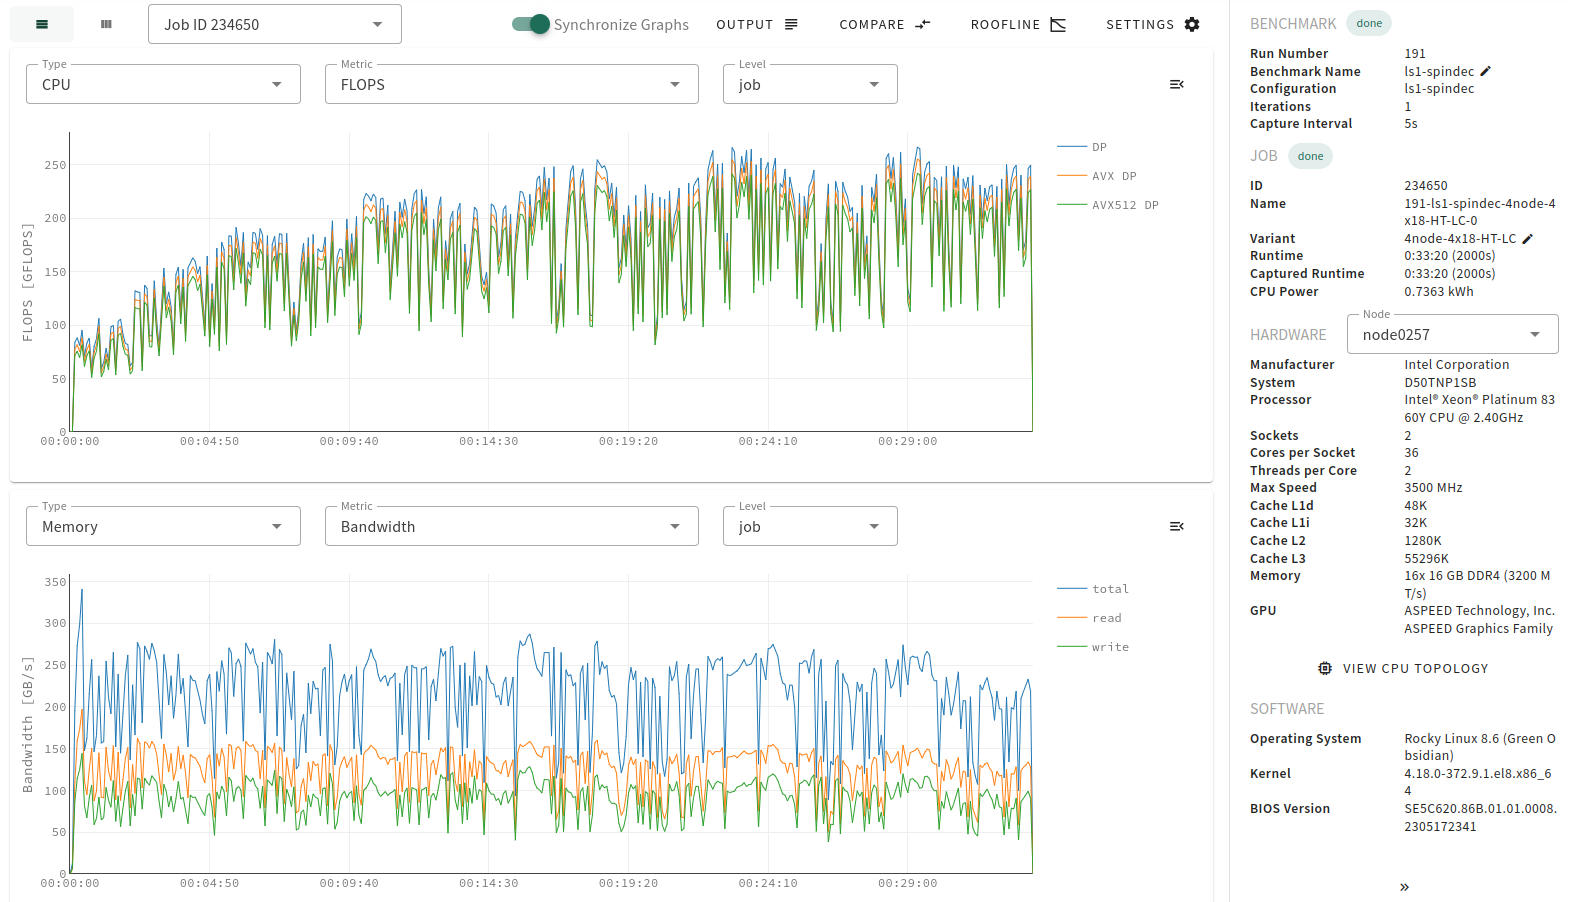 Job ID 234650
Synchronize Graphs
OUTPUT
COMPARE
ROOFLINE
SETTINGS
Type
CPU
Metric
FLOPS
Level
job
FLOPS [GFLOPS]
250
200
150
100
50
0
00:00:00
00:04:50
00:09:40
00:14:30
00:19:20
00:24:10
00:29:00
DP
AVX DP
AVX512 DP
Type
Memory
Metric
Bandwidth
Level
job
Bandwidth [GB/s]
350
300
250
200
150
100
50
0
00:00:00
00:04:50
00:09:40
00:14:30
00:19:20
00:24:10
00:29:00
total
read
write
BENCHMARK done
Run Number 191
Benchmark Name ls1-spindec
Configuration ls1-spindec
Iterations 1
Capture Interval 5s
JOB done
ID 234650
Name 191-ls1-spindec-4node-4
x18-HT-LC-0
Variant 4node-4x18-HT-LC
Runtime 0:33:20 (2000s)
Captured Runtime 0:33:20 (2000s)
CPU Power 0.7363 kWh
HARDWARE
Node
node0257
Manufacturer Intel Corporation
System D50TNP1SB
Processor Intel® Xeon® Platinum 83
60Y CPU @ 2.40GHz
Sockets 2
Cores per Socket 36
Threads per Core 2
Max Speed 3500 MHz
Cache L1d 48K
Cache L1i 32K
Cache L2 1280K
Cache L3 55296K
Memory 16x 16 GB DDR4 (3200 M
T/s)
GPU ASPEED Technology, Inc.
ASPEED Graphics Family
VIEW CPU TOPOLOGY
SOFTWARE
Operating System Rocky Linux 8.6 (Green O
bsidian)
Kernel 4.18.0-372.9.1.el8.x86_6
4
BIOS Version SE5C620.86B.01.01.0008.
2305172341
»